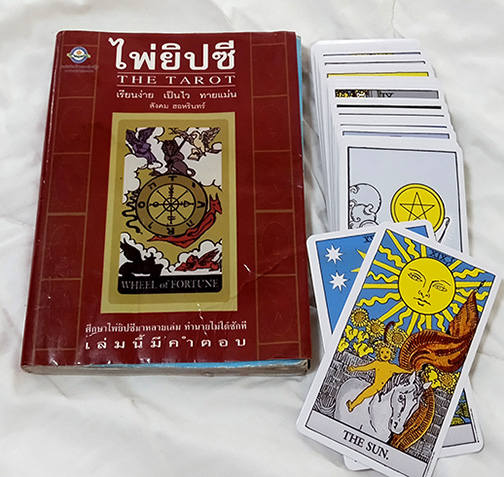 ไพ่ยิปซี
THE TAROT
เรียนง่าย เป็นไว ทายแม่น
ดังคม ฮอหรินทร์
WHEEL of FORTUNE
ศึกษาไพ่ยิปซีมาหลายเล่ม ทำนายไม่ได้ซักที
เล่มนี้มีคำตอบ
IV
XIX
THE SUN.